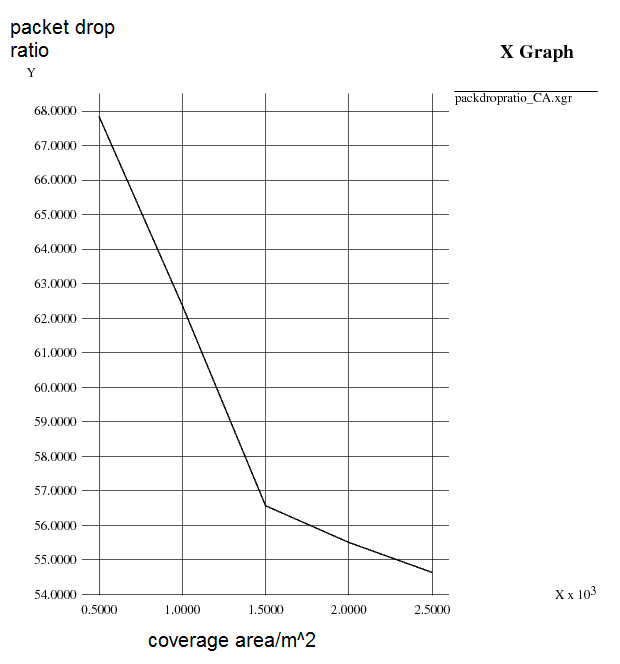 packet drop
ratio
Y
X Graph
packdropratio_CA.xgr
68.0000
67.0000
66.0000
65.0000
64.0000
63.0000
62.0000
61.0000
60.0000
59.0000
58.0000
57.0000
56.0000
55.0000
54.0000
X x 10³
0.5000 1.0000 1.5000 2.0000 2.5000
coverage area/m^2